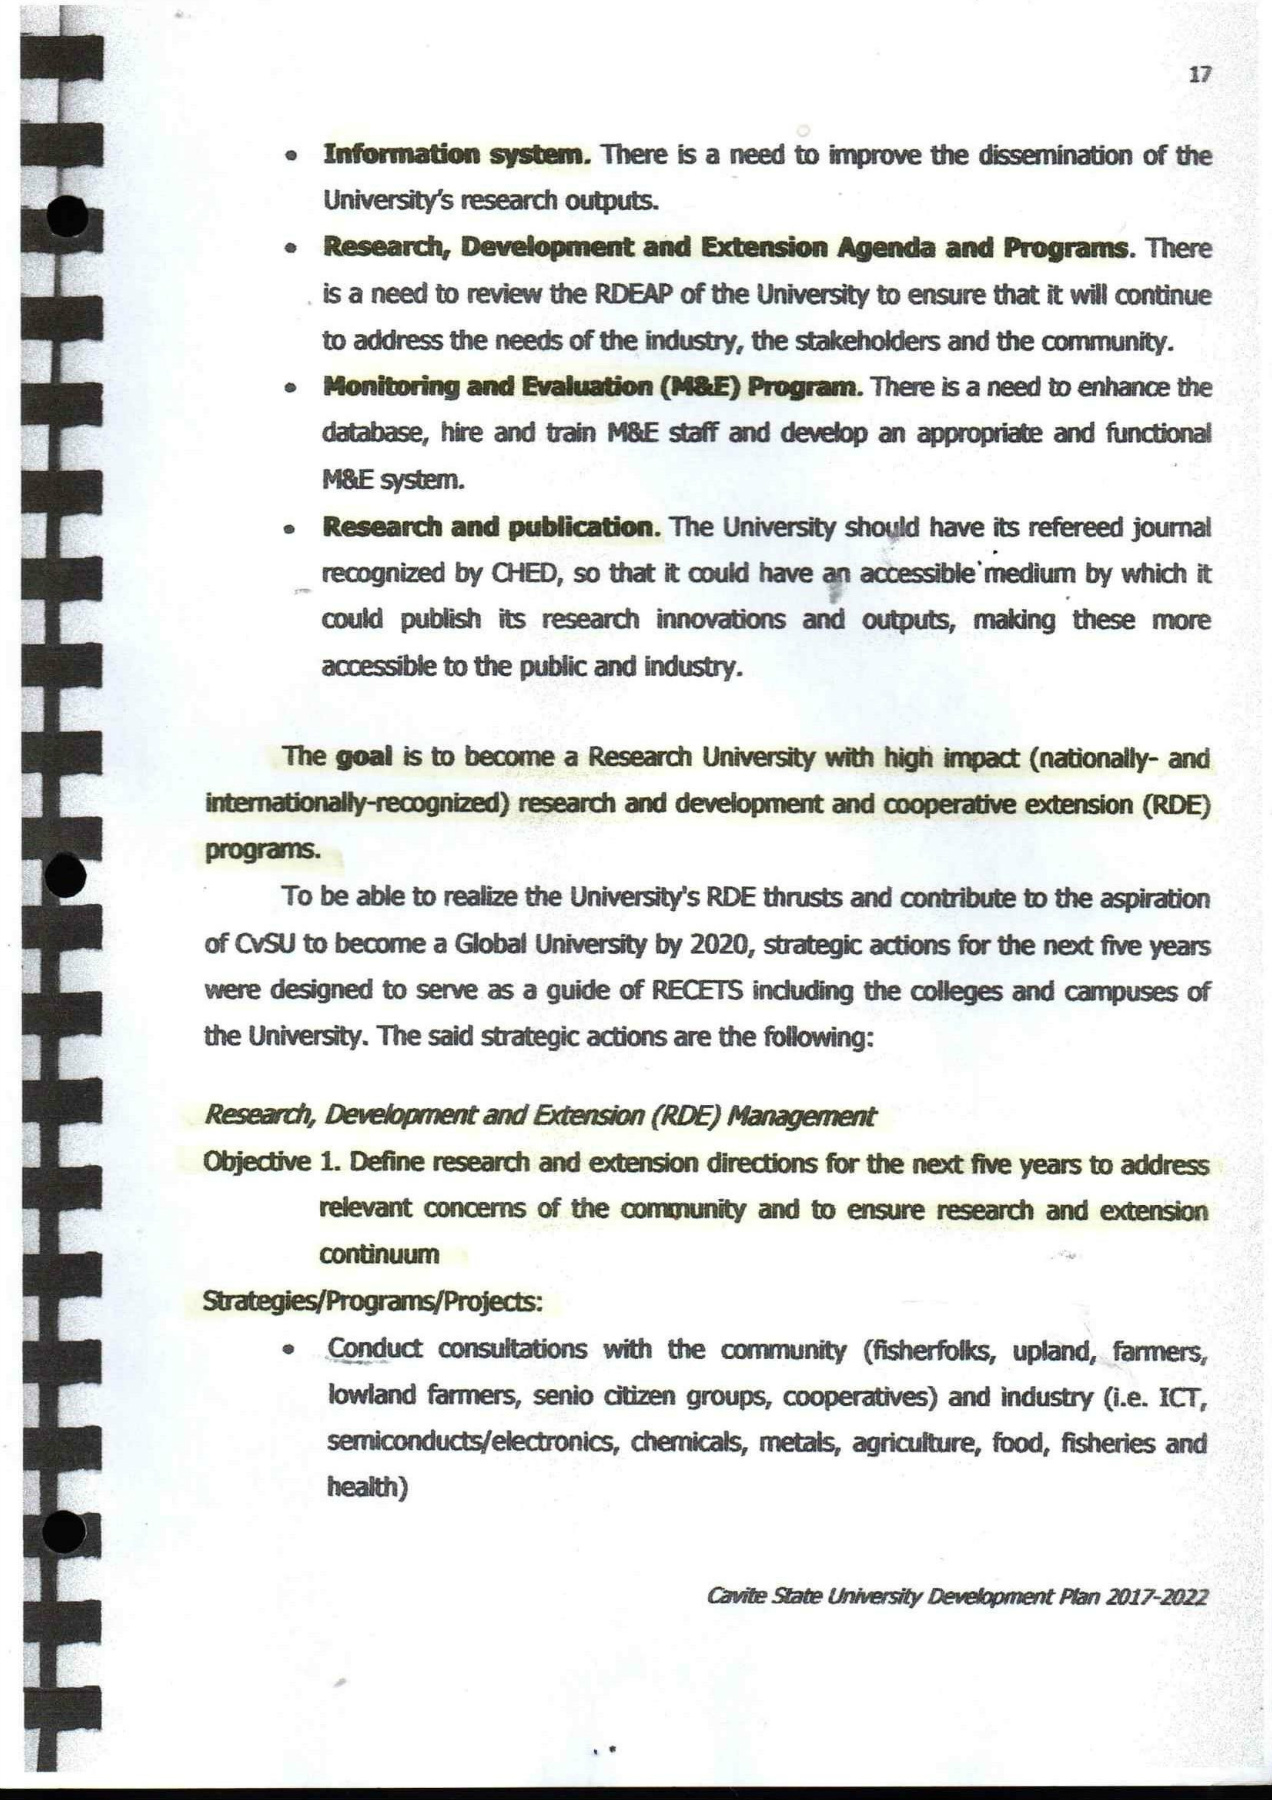 17
• Information system. There is a need to improve the dissemination of the
University's research outputs.
• Research, Development and Extension Agenda and Programs. There
is a need to review the RDEAP of the University to ensure that it will continue
to address the needs of the industry, the stakeholders and the community.
• Monitoring and Evaluation (M&E) Program. There is a need to enhance the
database, hire and train M&E staff and develop an appropriate and functional
M&E system.
• Research and publication. The University should have its refereed journal
recognized by CHED, so that it could have an accessible medium by which it
could publish its research innovations and outputs, making these more
accessible to the public and industry.
The goal is to become a Research University with high impact (nationally- and
internationally-recognized) research and development and cooperative extension (RDE)
programs.
To be able to realize the University's RDE thrusts and contribute to the aspiration
of CvSU to become a Global University by 2020, strategic actions for the next five years
were designed to serve as a guide of RECETS including the colleges and campuses of
the University. The said strategic actions are the following:
Research, Development and Extension (RDE) Management
Objective 1. Define research and extension directions for the next five years to address
relevant concerns of the community and to ensure research and extension
continuum
Strategies/Programs/Projects:
• Conduct consultations with the community (fisherfolks, upland, farmers,
lowland farmers, senio citizen groups, cooperatives) and industry (i.e. ICT,
semiconducts/electronics, chemicals, metals, agriculture, food, fisheries and
health)
Cavite State University Development Plan 2017-2022